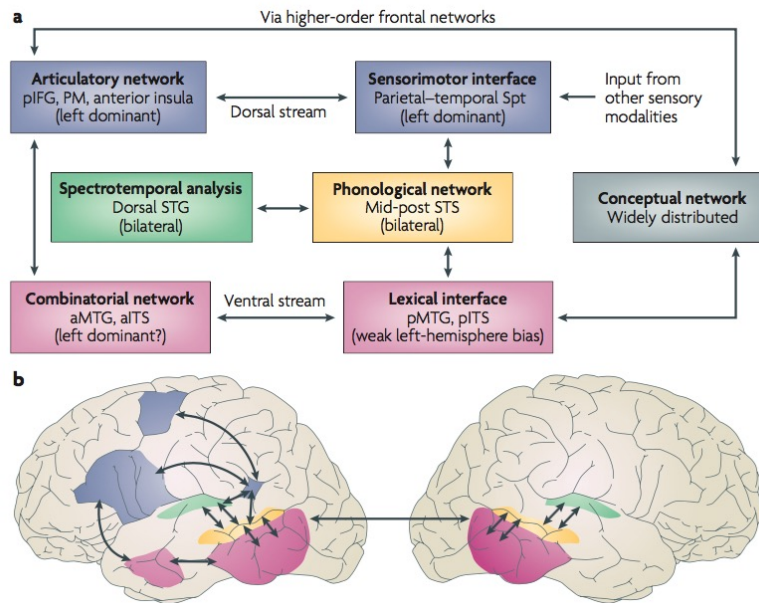 a
Via higher-order frontal networks
Articulatory network
pIFG, PM, anterior insula
(left dominant)
Dorsal stream
Sensorimotor interface
Parietal–temporal Spt
(left dominant)
Input from
other sensory
modalities
Spectrotemporal analysis
Dorsal STG
(bilateral)
Phonological network
Mid-post STS
(bilateral)
Conceptual network
Widely distributed
Combinatorial network
aMTG, aITS
(left dominant?)
Ventral stream
Lexical interface
pMTG, pITS
(weak left-hemisphere bias)
b